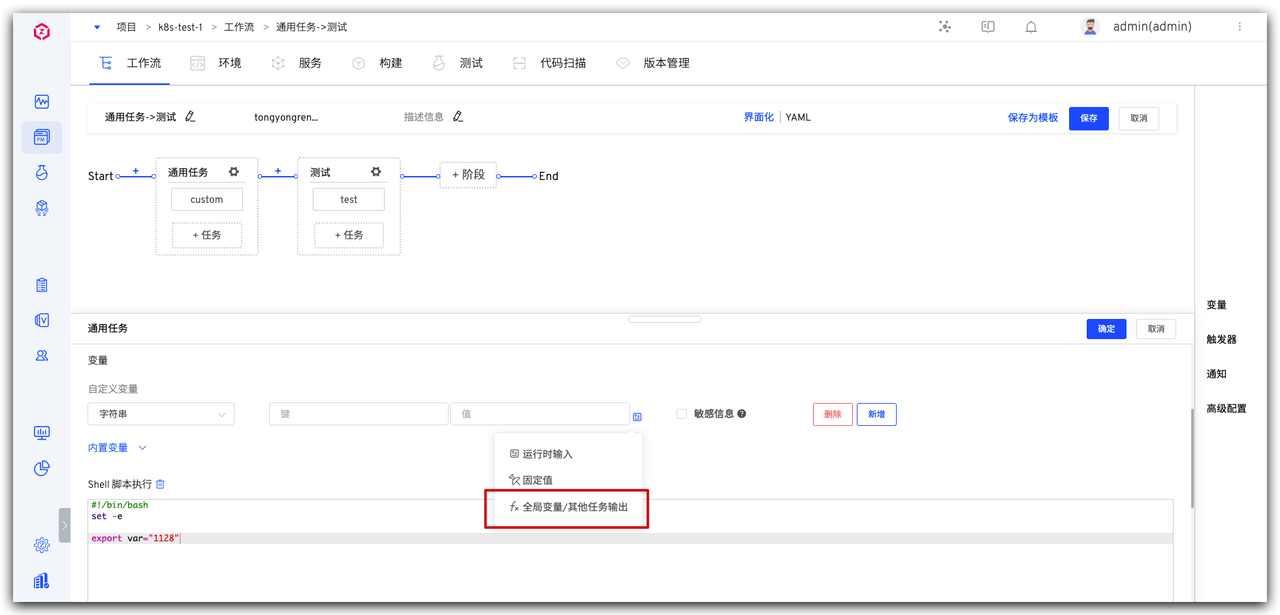 项目 > k8s-test-1 > 工作流 > 通用任务->测试
admin(admin)
工作流 环境 服务 构建 测试 代码扫描 版本管理
通用任务->测试 tongyongren... 描述信息 界面化 | YAML 保存为模板 保存 取消
Start + 通用任务 + 测试 + 阶段 End
custom test
+ 任务 + 任务
变量
触发器
通知
高级配置
通用任务 确定 取消
变量
自定义变量
字符串 键 值 敏感信息 删除 新增
内置变量
运行时输入
固定值
fx 全局变量/其他任务输出
Shell 脚本执行
#!/bin/bash
set -e
export var="1128"